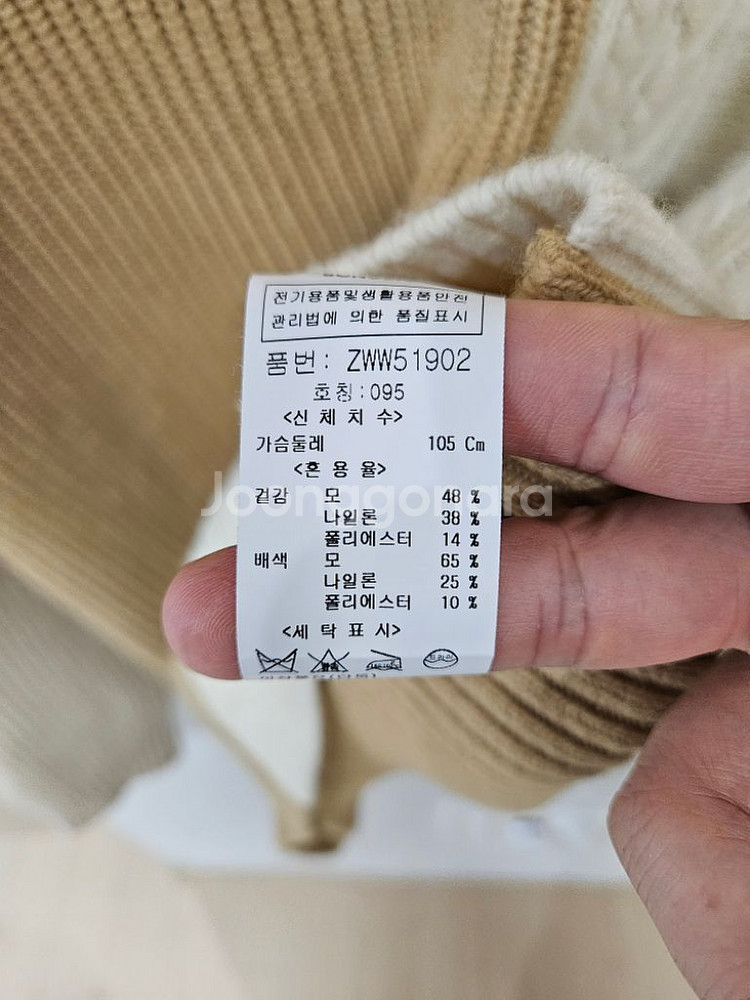 전기용품및생활용품안전
관리법에 의한 품질표시
품번: ZWW51902
호칭:095
<신 체 치 수>
가슴둘레 105 Cm
<혼 용 율>
겉감 모 48 %
나일론 38 %
폴리에스터 14 %
배색 모 65 %
나일론 25 %
폴리에스터 10 %
<세 탁 표 시>
Joonggonara